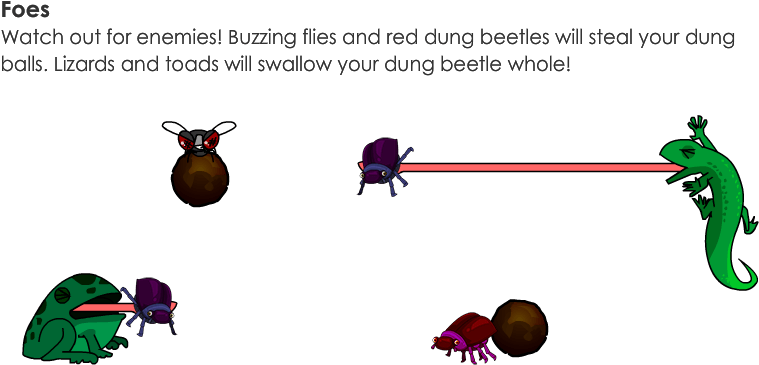 Foes
Watch out for enemies! Buzzing flies and red dung beetles will steal your dung
balls. Lizards and toads will swallow your dung beetle whole!